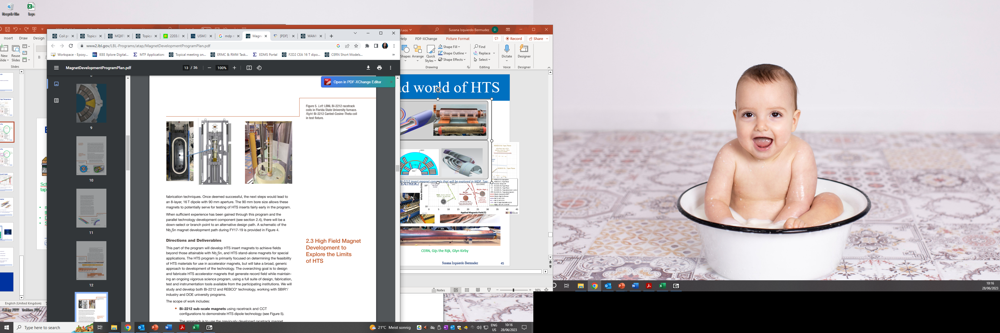 Recycle Bin
keys
Insert
Draw
Design
New
Slide
Reuse
Slides
Slides
Coil pr
Topical
MQXF
Topica
2203.0
USMD
mdp m
Magne
[PDF] T
WAMH
www2.lbl.gov/LBL-Programs/atap/MagnetDevelopmentProgramPlan.pdf
Workspace - Epoxy...
IEEE Xplore Digital...
MTF Application:
Topical meeting on...
ERMC & RMM Task...
EDMS Portal
F2D2 CEA 16 T dipo...
CERN Short Models...
MagnetDevelopmentProgramPlan.pdf
13 / 36
100%
Open in PDF-XChange Editor
9
10
11
12
Figure 5. Left: LBNL Bi-2212 racetrack
coils in Florida State University furnace.
Right: Bi-2212 Canted-Cosine-Theta coil
in test fixture.
fabrication techniques. Once deemed successful, the next steps would lead to
an 8-layer, 16 T dipole with 90 mm aperture. The 90 mm bore size allows these
magnets to potentially serve for testing of HTS inserts fairly early in the program.
When sufficient experience has been gained through this program and the
parallel technology development component (see section 2.4), there will be a
down-select or branch point to an alternative design path. A schematic of the
Nb3Sn magnet development path during FY17-19 is provided in Figure 4.
Directions and Deliverables
This part of the program will develop HTS insert magnets to achieve fields
beyond those attainable with Nb3Sn, and HTS stand-alone magnets for special
applications. The HTS program is primarily focused on determining the feasibility
of HTS materials for use in accelerator magnets, but will take a broad, generic
approach to development of the technology. The overarching goal is to design
and fabricate HTS accelerator magnets that generate record field while maintain-
ing an ongoing vigorous science program, using a full suite of design, fabrication,
test and instrumentation tools available from the participating institutions. We will
study and develop both Bi-2212 and REBCO* technology, working with SBIR*/
industry and DOE university programs.
The scope of work includes:
• Bi-2212 sub-scale magnets using racetrack and CCT
configurations to demonstrate HTS dipole technology (see Figure 5).
The approach is to use the previously developed racetrack magnet
2.3 High Field Magnet
Development to
Explore the Limits
of HTS
Susana Izquierdo Bermudez
SI
Help
PDF-XChange
Picture Format
Record
Share
Shapes
Arrange
Quick
Styles
Shape Fill
Shape Outline
Shape Effects
Drawing
Find
Replace
Select
Editing
Dictate
Voice
Designer
Designer
d world of HTS
Bi-2212 insert magnet concepts that will be explored in MDP. Top:
EATHER2
Applied Magnetic Field (T)
0 5 10 15 20 25 30 35 40 45
CERN, Gijs the Rijk, Glyn Kirby
Susana Izquierdo Bermudez
45
Notes
96%
English (United Kingdom)
Type here to search
21°C Meist sonnig
ENG
US
10:16
28/06/2023
10:16
28/06/2023